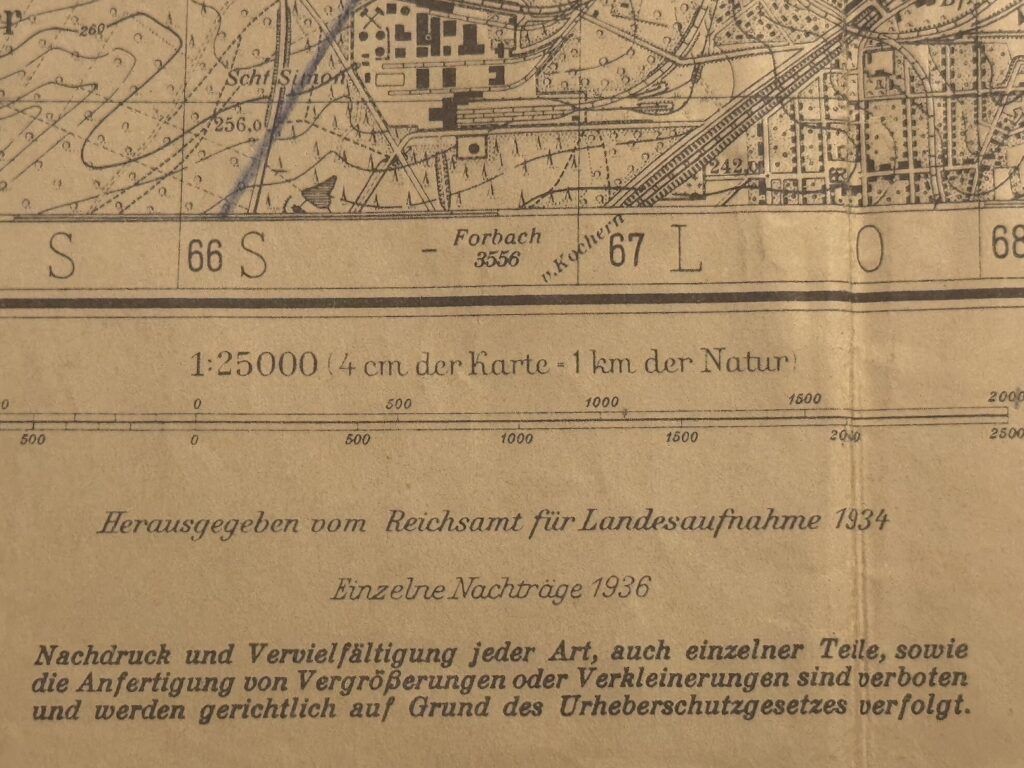 260
Scht. Simon
256,0
242,0
Bf.
S 66 S - Forbach 67 L O 68
3556
v. Kochern
1:25000 (4 cm der Karte = 1 km der Natur)
0 500 1000 1500 2000
500 0 500 1000 1500 2000 2500
Herausgegeben vom Reichsamt für Landesaufnahme 1934
Einzelne Nachträge 1936
Nachdruck und Vervielfältigung jeder Art, auch einzelner Teile, sowie
die Anfertigung von Vergrößerungen oder Verkleinerungen sind verboten
und werden gerichtlich auf Grund des Urheberschutzgesetzes verfolgt.